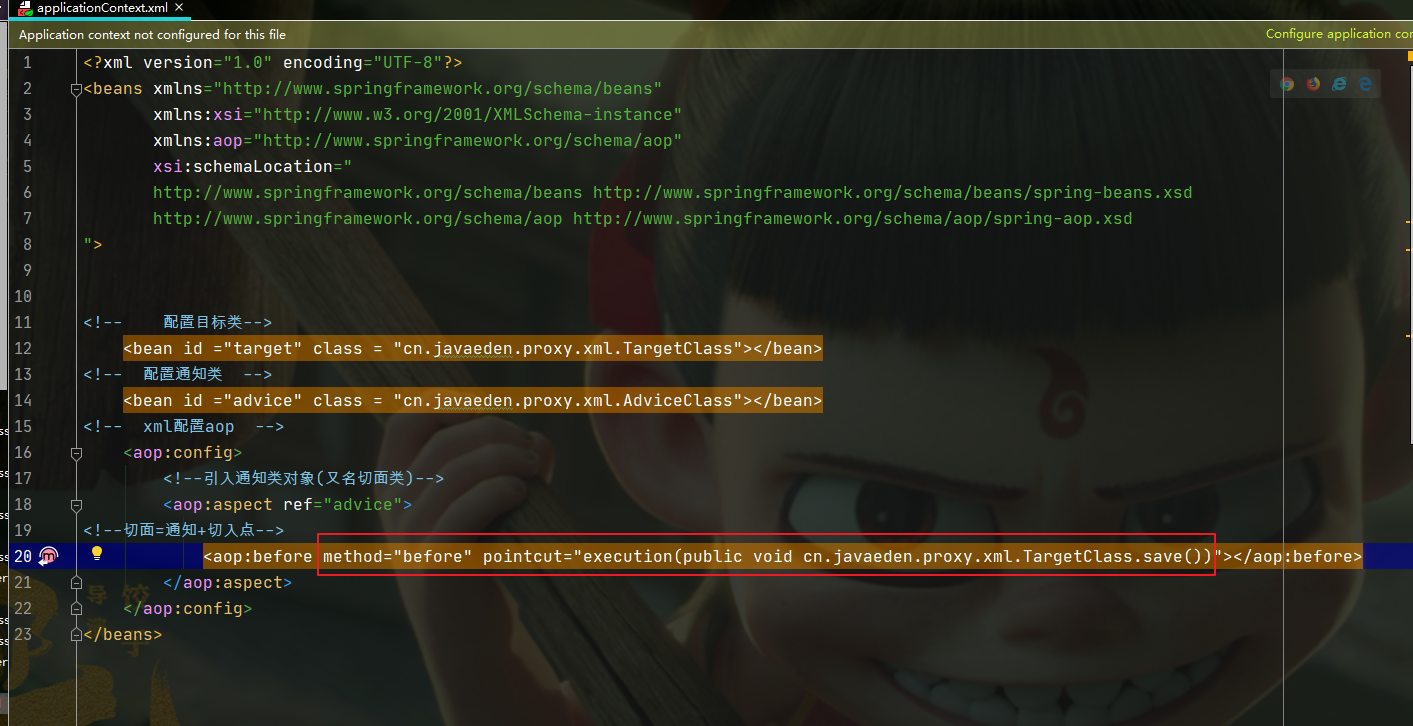 applicationContext.xml
Application context not configured for this file
Configure application cor
1 <?xml version="1.0" encoding="UTF-8"?>
2 <beans xmlns="http://www.springframework.org/schema/beans"
3 xmlns:xsi="http://www.w3.org/2001/XMLSchema-instance"
4 xmlns:aop="http://www.springframework.org/schema/aop"
5 xsi:schemaLocation="
6 http://www.springframework.org/schema/beans http://www.springframework.org/schema/beans/spring-beans.xsd
7 http://www.springframework.org/schema/aop http://www.springframework.org/schema/aop/spring-aop.xsd
8 ">
9
10
11 <!-- 配置目标类-->
12 <bean id ="target" class = "cn.javaeden.proxy.xml.TargetClass"></bean>
13 <!-- 配置通知类 -->
14 <bean id ="advice" class = "cn.javaeden.proxy.xml.AdviceClass"></bean>
15 <!-- xml配置aop -->
16 <aop:config>
17 <!--引入通知类对象(又名切面类)-->
18 <aop:aspect ref="advice">
19 <!--切面=通知+切入点-->
20 <aop:before method="before" pointcut="execution(public void cn.javaeden.proxy.xml.TargetClass.save())"></aop:before>
21 </aop:aspect>
22 </aop:config>
23 </beans>